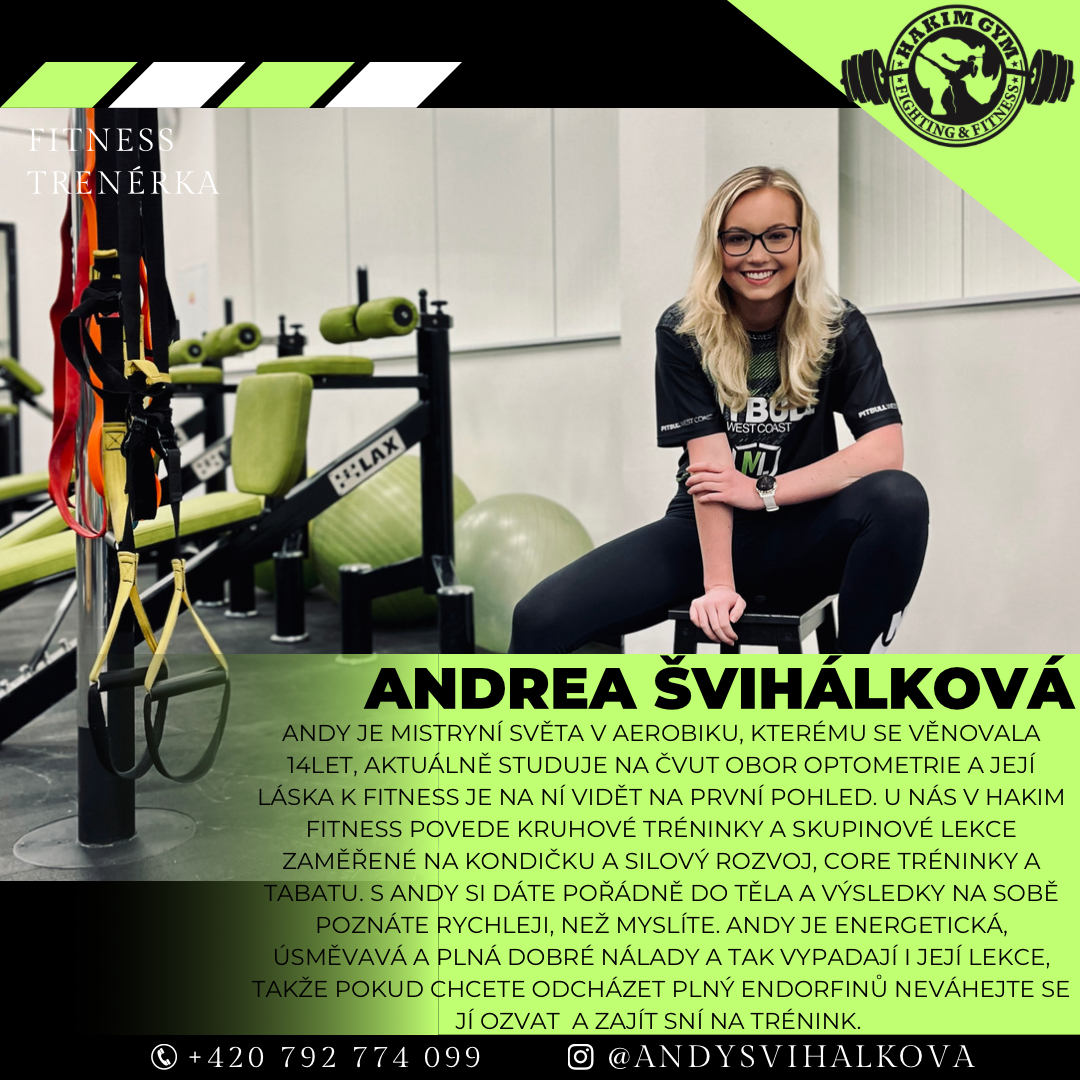 HAKIM GYM
FIGHTING & FITNESS
FITNESS
TRENÉRKA
PITBULL WEST COAST
WEST COAST
PITBULL
RELAX
ANDREA ŠVIHÁLKOVÁ
ANDY JE MISTRYNÍ SVĚTA V AEROBIKU, KTERÉMU SE VĚNOVALA
14LET, AKTUÁLNĚ STUDUJE NA ČVUT OBOR OPTOMETRIE A JEJÍ
LÁSKA K FITNESS JE NA NÍ VIDĚT NA PRVNÍ POHLED. U NÁS V HAKIM
FITNESS POVEDE KRUHOVÉ TRÉNINKY A SKUPINOVÉ LEKCE
ZAMĚŘENÉ NA KONDIČKU A SILOVÝ ROZVOJ, CORE TRÉNINKY A
TABATU. S ANDY SI DÁTE POŘÁDNĚ DO TĚLA A VÝSLEDKY NA SOBĚ
POZNÁTE RYCHLEJI, NEŽ MYSLÍTE. ANDY JE ENERGETICKÁ,
ÚSMĚVAVÁ A PLNÁ DOBRÉ NÁLADY A TAK VYPADAJÍ I JEJÍ LEKCE,
TAKŽE POKUD CHCETE ODCHÁZET PLNÝ ENDORFINŮ NEVÁHEJTE SE
JÍ OZVAT A ZAJÍT SNÍ NA TRÉNINK.
+420 792 774 099
@ANDYSVIHALKOVA